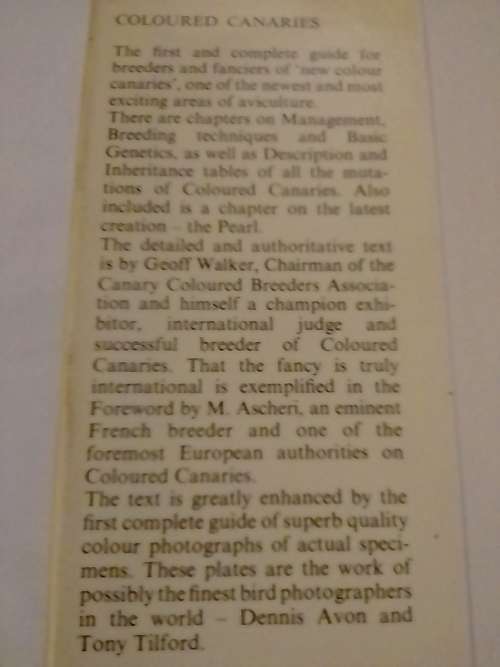 COLOURED CANARIES
The first and complete guide for
breeders and fanciers of 'new colour
canaries', one of the newest and most
exciting areas of aviculture.
There are chapters on Management,
Breeding techniques and Basic
Genetics, as well as Description and
Inheritance tables of all the muta-
tions of Coloured Canaries. Also
included is a chapter on the latest
creation - the Pearl.
The detailed and authoritative text
is by Geoff Walker, Chairman of the
Canary Coloured Breeders Associa-
tion and himself a champion exhi-
bitor, international judge and
successful breeder of Coloured
Canaries. That the fancy is truly
international is exemplified in the
Foreword by M. Ascheri, an eminent
French breeder and one of the
foremost European authorities on
Coloured Canaries.
The text is greatly enhanced by the
first complete guide of superb quality
colour photographs of actual speci-
mens. These plates are the work of
possibly the finest bird photographers
in the world - Dennis Avon and
Tony Tilford.